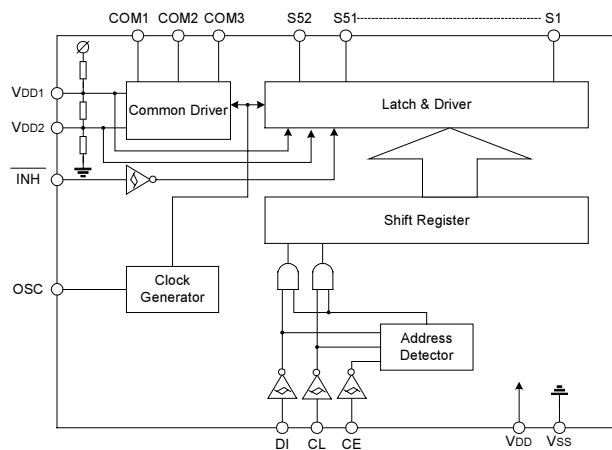 COM1 COM2 COM3 S52 S51 S1
VDD1
Common Driver
Latch & Driver
VDD2
INH
Shift Register
OSC
Clock
Generator
Address
Detector
DI CL CE VDD VSS